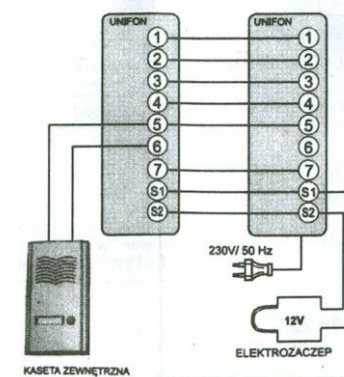 UNIFON
UNIFON
1
1
2
2
3
3
4
4
5
5
6
6
7
7
S1
S1
S2
S2
230V/ 50 Hz
12V
ELEKTROZACZEP
KASETA ZEWNĘTRZNA